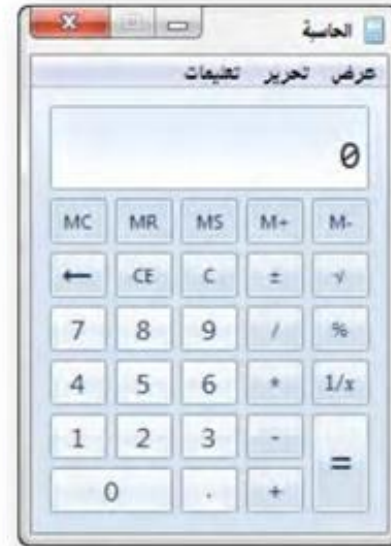 الحاسبة
عرض تحرير تعليمات
0
MC MR MS M+ M-
← CE C ± √
7 8 9 / %
4 5 6 * 1/x
1 2 3 - =
0 . +